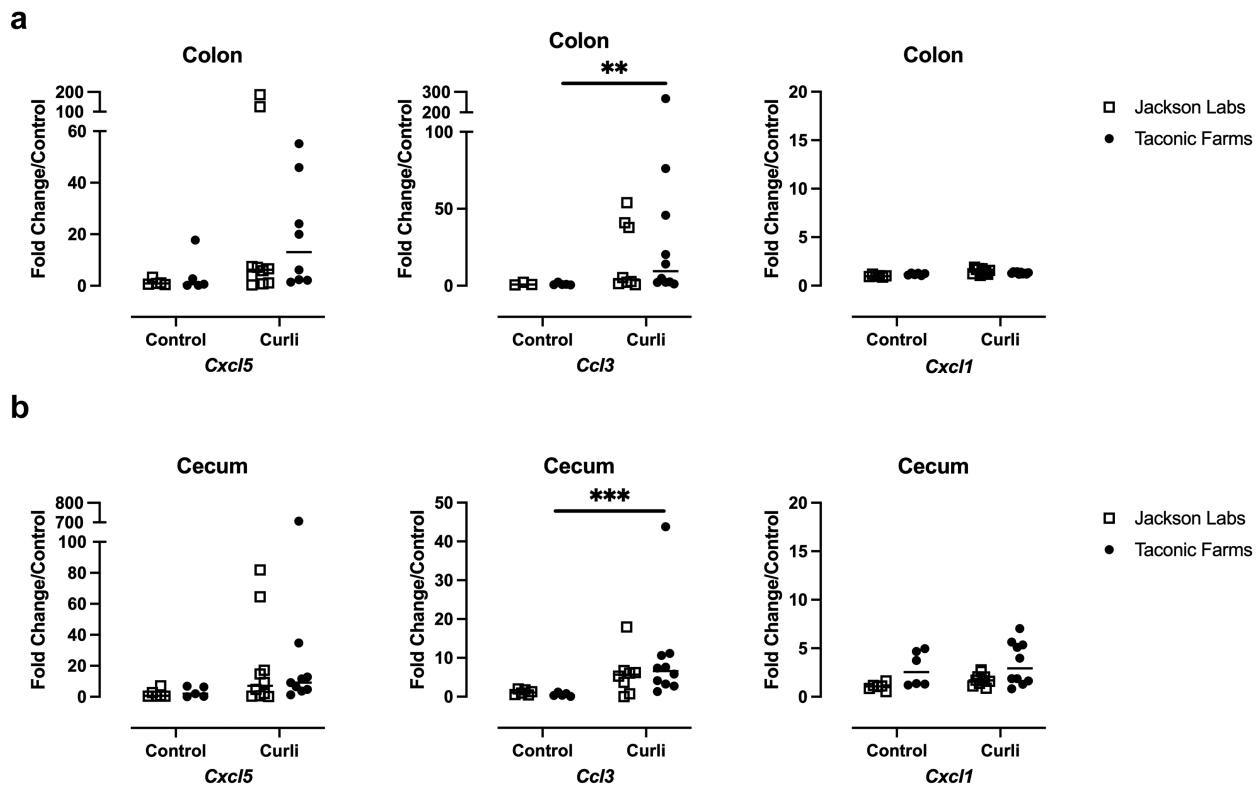 a
Colon
Fold Change/Control
200
100
60
40
20
0
Control Curli
Cxcl5
Colon
**
Fold Change/Control
300
200
100
50
0
Control Curli
Ccl3
Colon
Fold Change/Control
20
15
10
5
0
Control Curli
Cxcl1
Jackson Labs
Taconic Farms
b
Cecum
Fold Change/Control
800
700
100
80
60
40
20
0
Control Curli
Cxcl5
Cecum
***
Fold Change/Control
50
40
30
20
10
0
Control Curli
Ccl3
Cecum
Fold Change/Control
20
15
10
5
0
Control Curli
Cxcl1
Jackson Labs
Taconic Farms